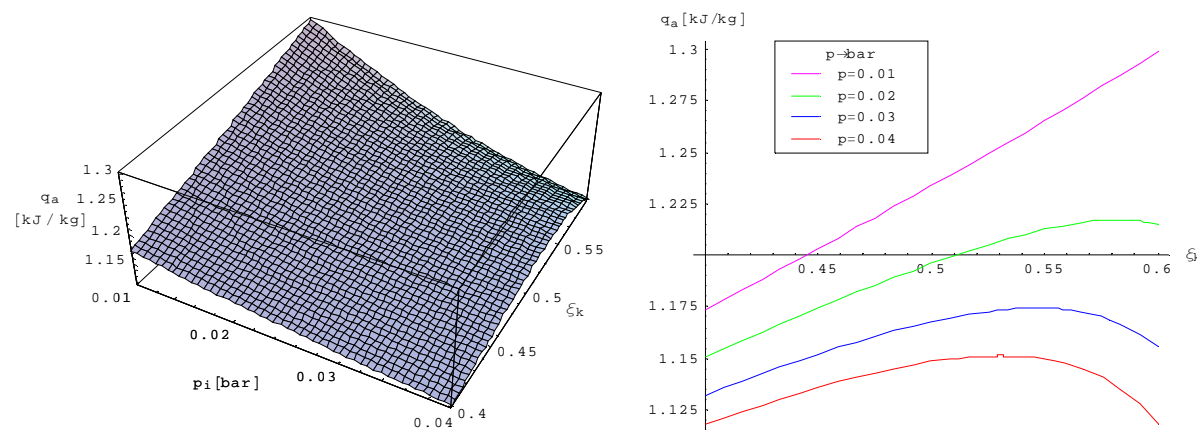 1.3
q_a 1.25
[kJ / kg] 1.2
1.15
0.01
0.02
0.03
0.04
p_i[bar]
0.4
0.45
0.5
0.55
ξ_k
q_a[kJ/kg]
1.3
1.275
1.25
1.225
1.175
1.15
1.125
0.45 0.5 0.55 0.6
p→bar
p=0.01
p=0.02
p=0.03
p=0.04